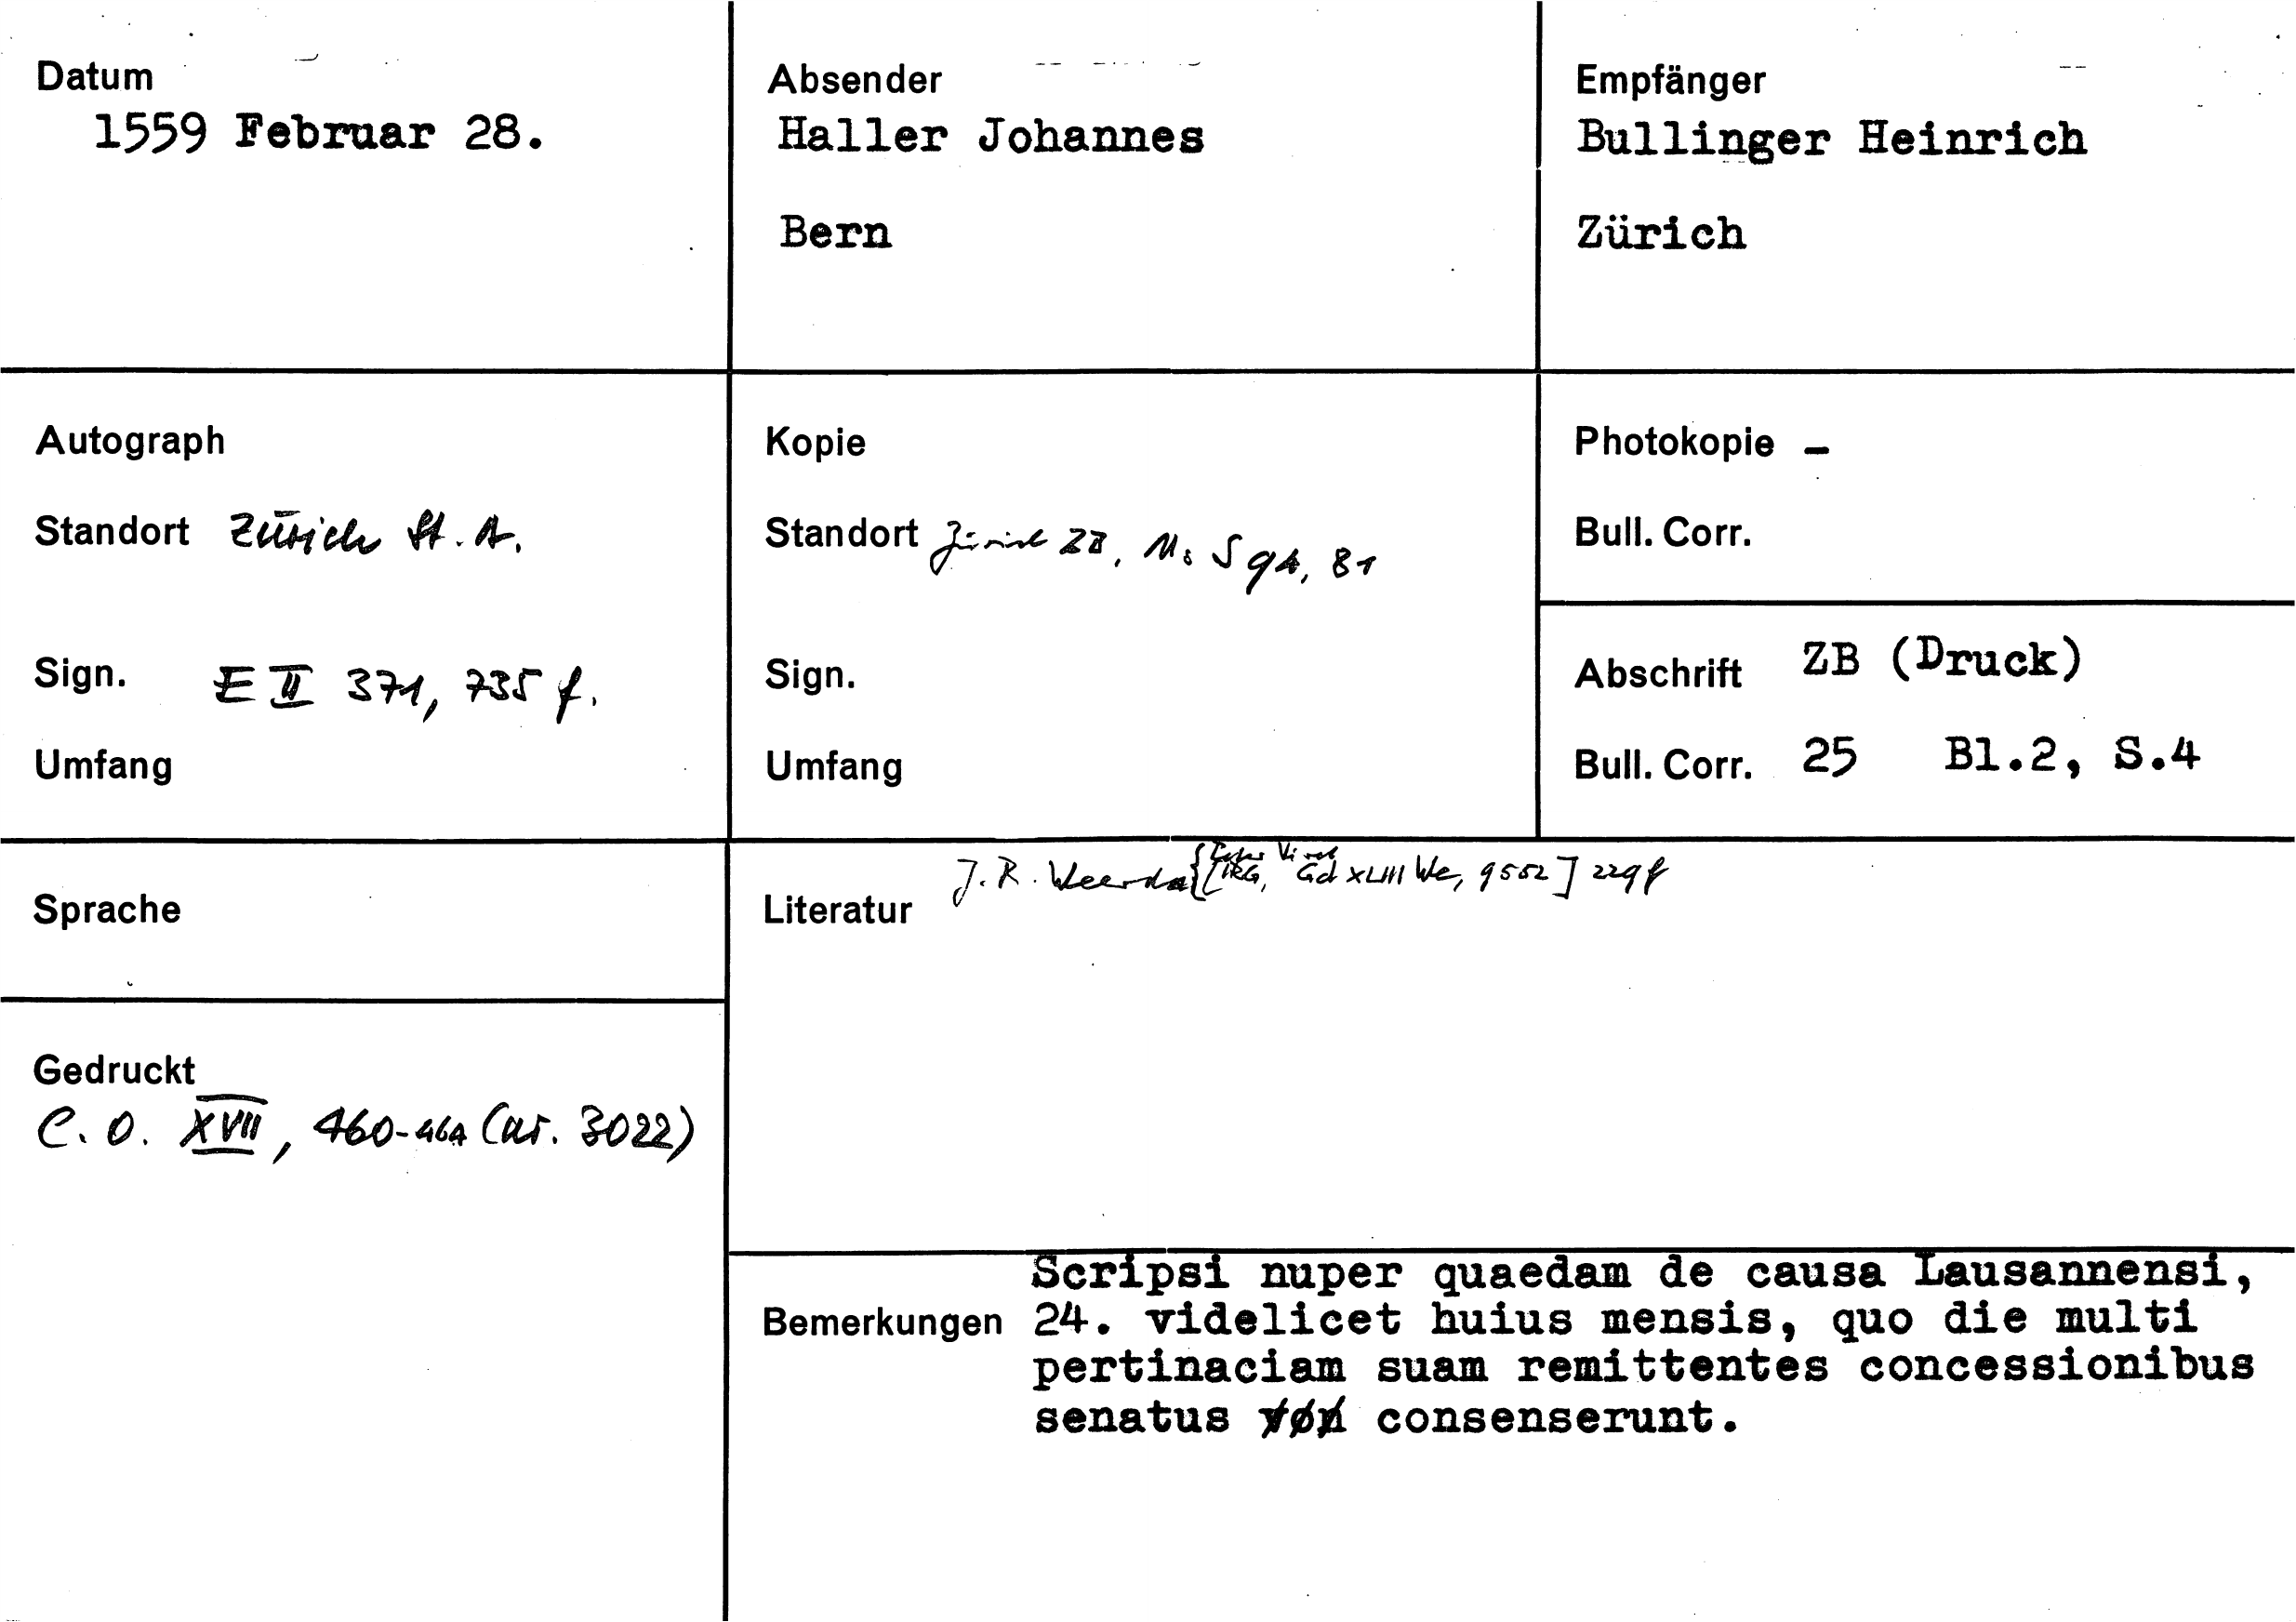 Datum
1559 Februar 28.
Absender
Haller Johannes
Bern
Empfänger
Bullinger Heinrich
Zürich
Autograph
Standort Zürich St. A.
Sign. E II 371, 735 f.
Umfang
Kopie
Standort Zürich ZB, Ms S 94, 81
Sign.
Umfang
Photokopie –
Bull. Corr.
Abschrift ZB (Druck)
Bull. Corr. 25 Bl.2, S.4
Sprache
Gedruckt
C. O. XVII, 460-464 (nr. 3022)
Literatur J. R. Weerda { Viret [IRG, Gd XLIII We, 9552] 229 f
Bemerkungen
Scripsi nuper quaedam de causa Lausannensi,
24. videlicet huius mensis, quo die multi
pertinaciam suam remittentes concessionibus
senatus consenserunt.